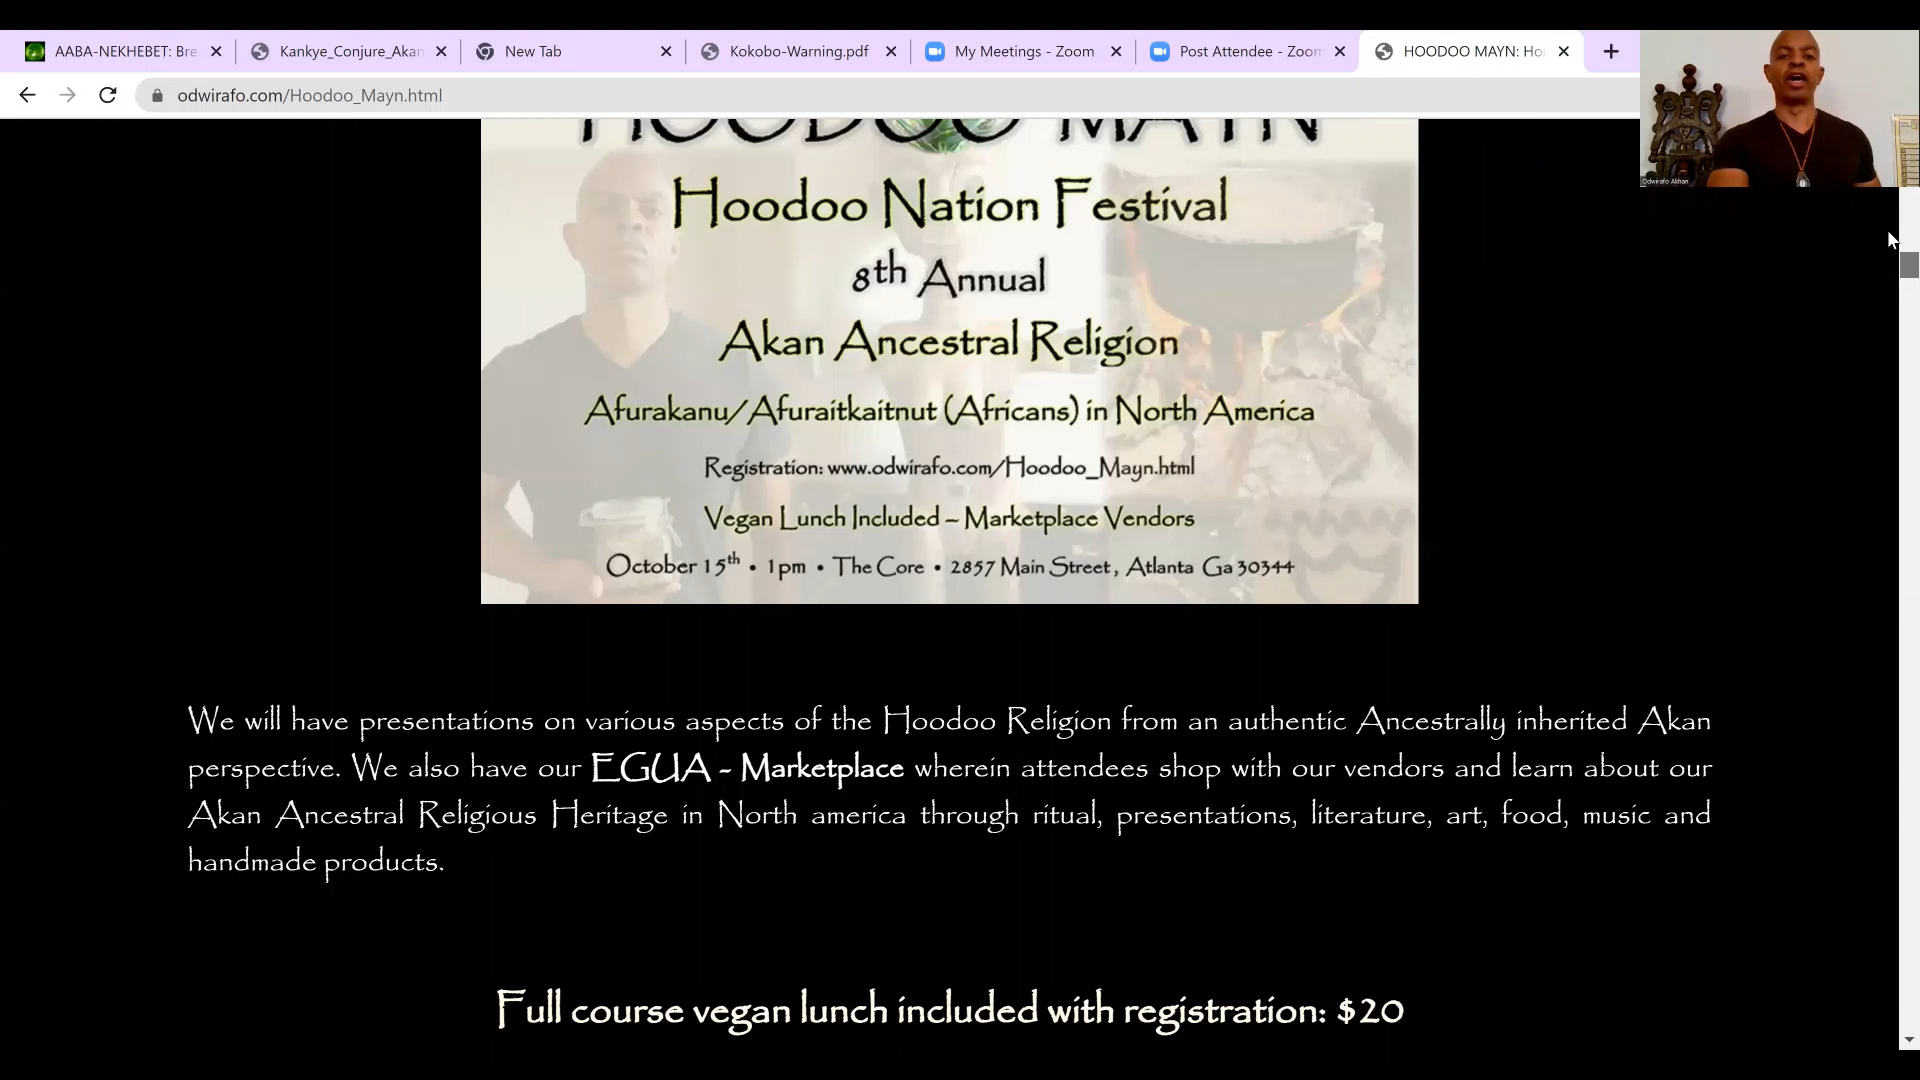 AABA-NEKHEBET: Bre
Kankye_Conjure_Akan
New Tab
Kokobo-Warning.pdf
My Meetings - Zoom
Post Attendee - Zoom
HOODOO MAYN: Ho
odwirafo.com/Hoodoo_Mayn.html
Odwirafo Akhan
HOODOO MAYN
Hoodoo Nation Festival
8th Annual
Akan Ancestral Religion
Afurakanu/Afuraitkaitnut (Africans) in North America
Registration: www.odwirafo.com/Hoodoo_Mayn.html
Vegan Lunch Included – Marketplace Vendors
October 15th • 1pm • The Core • 2857 Main Street, Atlanta Ga 30344
We will have presentations on various aspects of the Hoodoo Religion from an authentic Ancestrally inherited Akan
perspective. We also have our EGUA - Marketplace wherein attendees shop with our vendors and learn about our
Akan Ancestral Religious Heritage in North america through ritual, presentations, literature, art, food, music and
handmade products.
Full course vegan lunch included with registration: $20